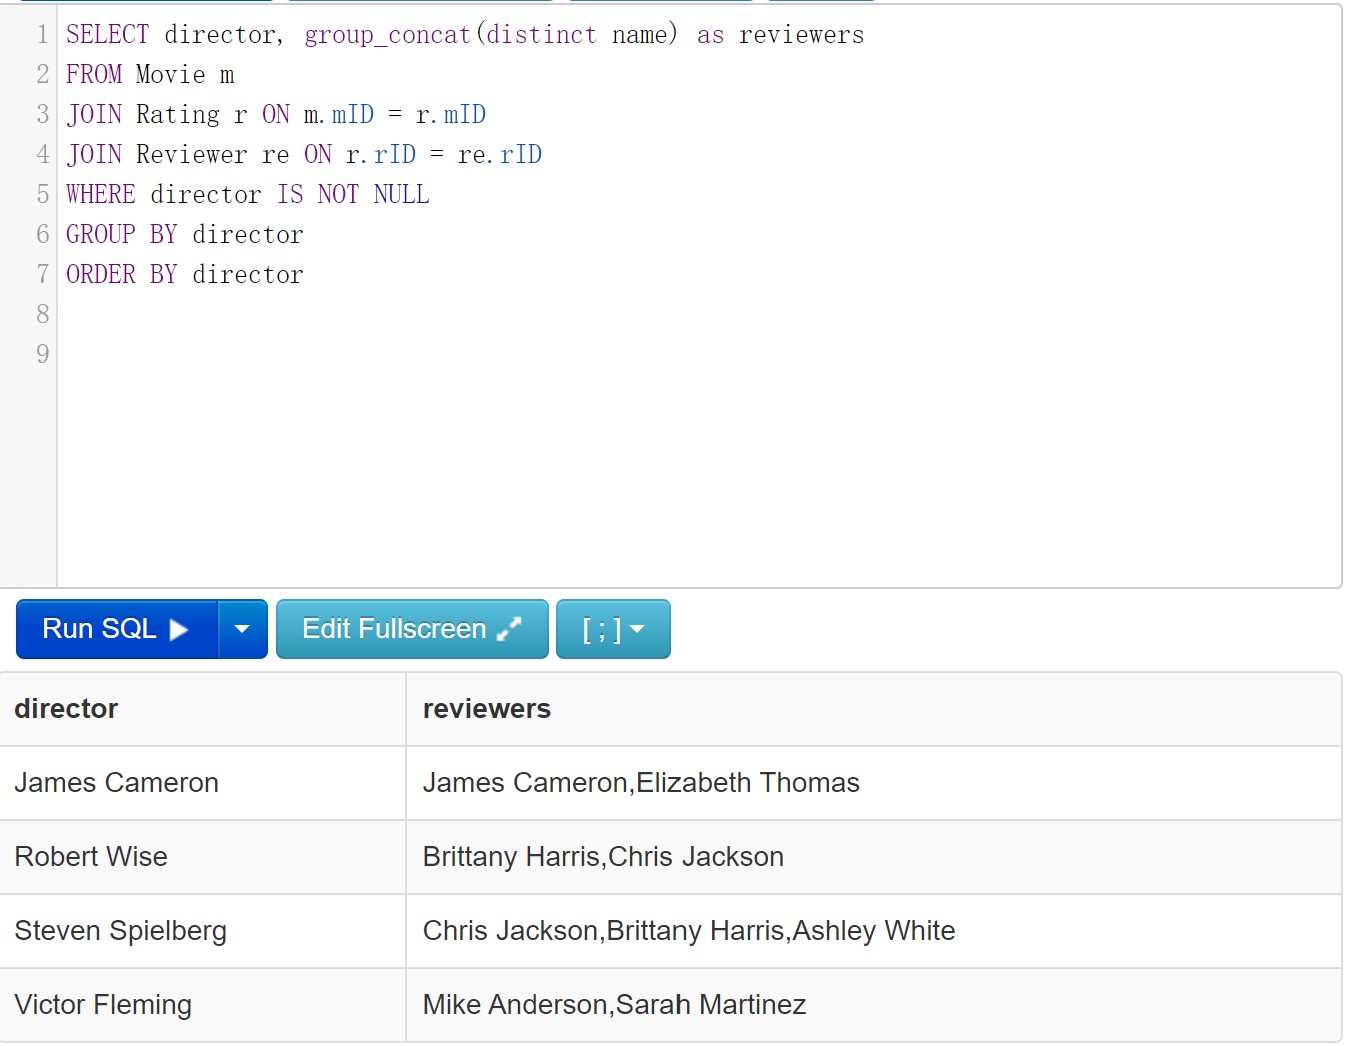 1 SELECT director, group_concat(distinct name) as reviewers
2 FROM Movie m
3 JOIN Rating r ON m.mID = r.mID
4 JOIN Reviewer re ON r.rID = re.rID
5 WHERE director IS NOT NULL
6 GROUP BY director
7 ORDER BY director
8
9
Run SQL Edit Fullscreen [ ; ]
director reviewers
James Cameron James Cameron,Elizabeth Thomas
Robert Wise Brittany Harris,Chris Jackson
Steven Spielberg Chris Jackson,Brittany Harris,Ashley White
Victor Fleming Mike Anderson,Sarah Martinez